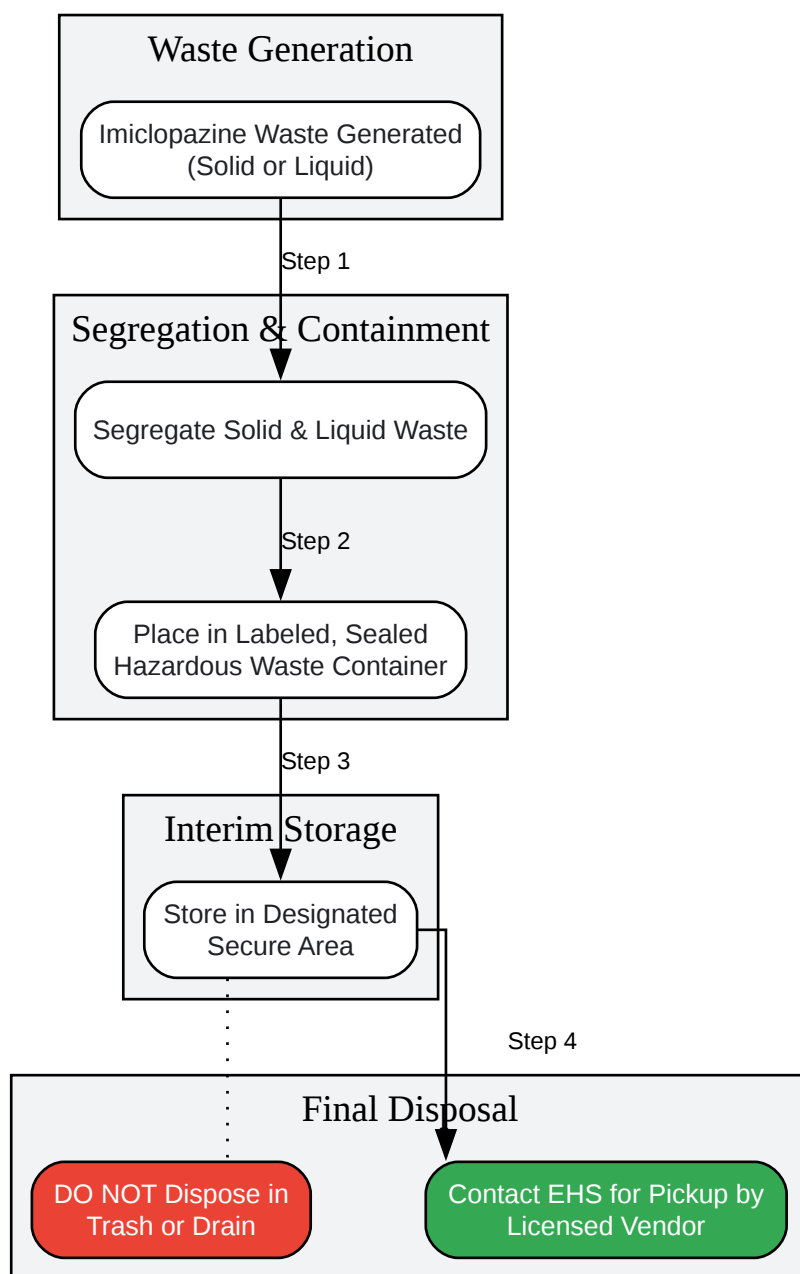 Waste Generation
Imiclopazine Waste Generated
(Solid or Liquid)
Step 1
Segregation & Containment
Segregate Solid & Liquid Waste
Step 2
Place in Labeled, Sealed
Hazardous Waste Container
Step 3
Interim Storage
Store in Designated
Secure Area
Step 4
Final Disposal
DO NOT Dispose in
Trash or Drain
Contact EHS for Pickup by
Licensed Vendor